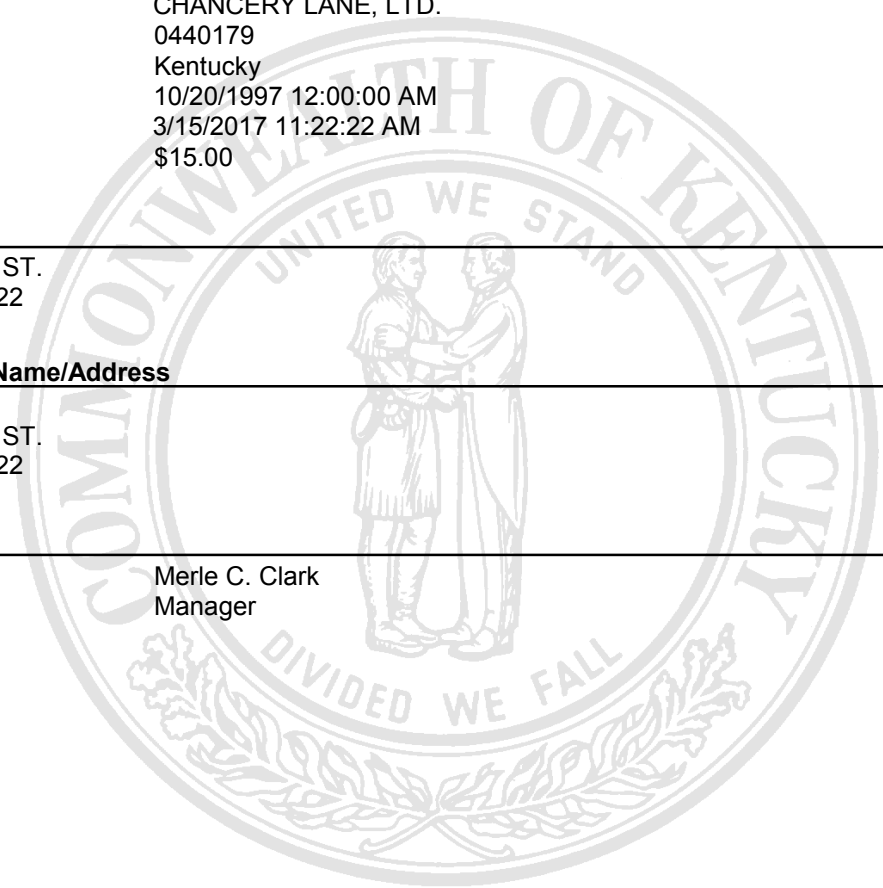 CHANCERY LANE, LTD.
0440179
Kentucky
10/20/1997 12:00:00 AM
3/15/2017 11:22:22 AM
$15.00
COMMONWEALTH OF KENTUCKY
UNITED WE STAND
ST.
22
Name/Address
ST.
22
Merle C. Clark
Manager
DIVIDED WE FALL